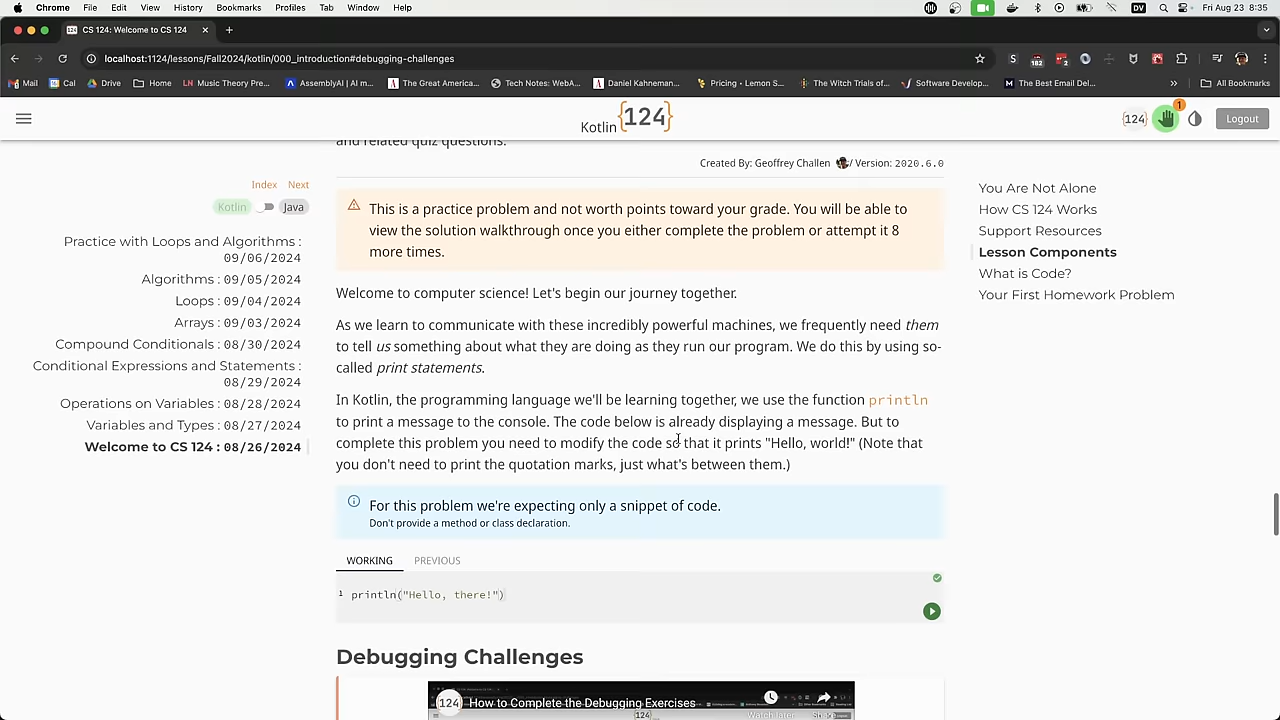 Chrome File Edit View History Bookmarks Profiles Tab Window Help DV Fri Aug 23 8:35
CS 124: Welcome to CS 124
localhost:1124/lessons/Fall2024/kotlin/000_introduction#debugging-challenges
Mail Cal Drive Home Music Theory Pre... AssemblyAI | AI m... The Great America... Tech Notes: WebA... Daniel Kahneman... Pricing • Lemon S... The Witch Trials of... Software Develop... The Best Email Del... » All Bookmarks
Kotlin {124} {124} 1 Logout
and related quiz questions.
Created By: Geoffrey Challen / Version: 2020.6.0
Index Next
Kotlin Java
Practice with Loops and Algorithms : 09/06/2024
Algorithms : 09/05/2024
Loops : 09/04/2024
Arrays : 09/03/2024
Compound Conditionals : 08/30/2024
Conditional Expressions and Statements : 08/29/2024
Operations on Variables : 08/28/2024
Variables and Types : 08/27/2024
Welcome to CS 124 : 08/26/2024
This is a practice problem and not worth points toward your grade. You will be able to
view the solution walkthrough once you either complete the problem or attempt it 8
more times.
Welcome to computer science! Let's begin our journey together.
As we learn to communicate with these incredibly powerful machines, we frequently need them
to tell us something about what they are doing as they run our program. We do this by using so-
called print statements.
In Kotlin, the programming language we'll be learning together, we use the function println
to print a message to the console. The code below is already displaying a message. But to
complete this problem you need to modify the code so that it prints "Hello, world!" (Note that
you don't need to print the quotation marks, just what's between them.)
For this problem we're expecting only a snippet of code.
Don't provide a method or class declaration.
WORKING PREVIOUS
1 println("Hello, there!")
Debugging Challenges
124 How to Complete the Debugging Exercises
{124} Watch later
You Are Not Alone
How CS 124 Works
Support Resources
Lesson Components
What is Code?
Your First Homework Problem